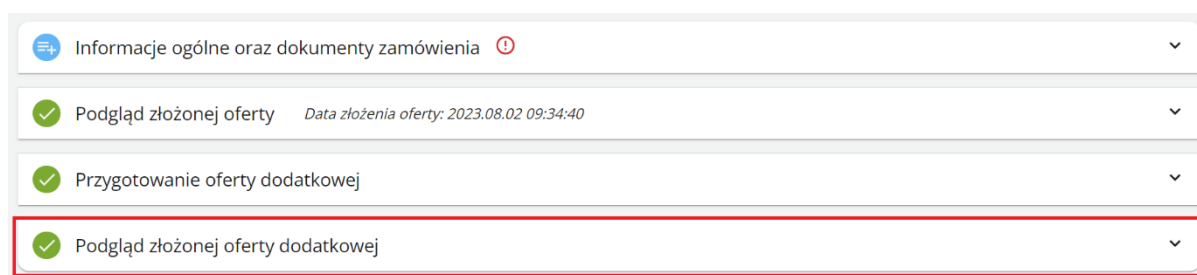 Informacje ogólne oraz dokumenty zamówienia
Podgląd złożonej oferty Data złożenia oferty: 2023.08.02 09:34:40
Przygotowanie oferty dodatkowej
Podgląd złożonej oferty dodatkowej